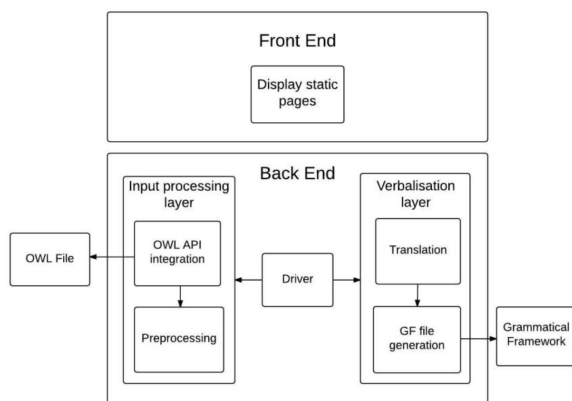 Front End
Display static
pages
Back End
Input processing
layer
Verbalisation
layer
OWL File
OWL API
integration
Driver
Translation
Preprocessing
GF file
generation
Grammatical
Framework